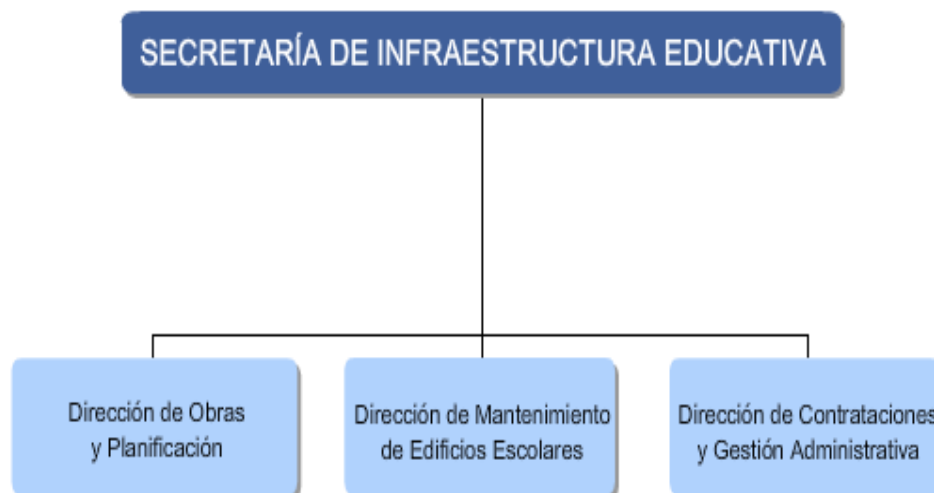 SECRETARÍA DE INFRAESTRUCTURA EDUCATIVA
Dirección de Obras
y Planificación
Dirección de Mantenimiento
de Edificios Escolares
Dirección de Contrataciones
y Gestión Administrativa